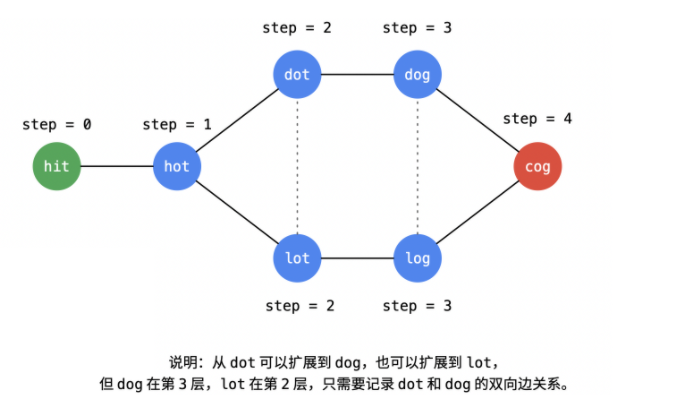 step = 2
step = 3
dot
dog
step = 0
step = 1
step = 4
hit
hot
cog
lot
log
step = 2
step = 3
说明：从 dot 可以扩展到 dog，也可以扩展到 lot，
但 dog 在第 3 层，lot 在第 2 层，只需要记录 dot 和 dog 的双向边关系。